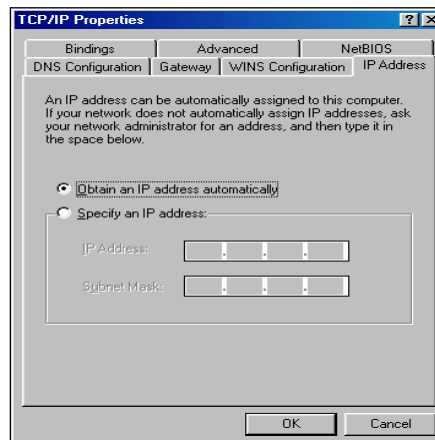 TCP/IP Properties
Bindings Advanced NetBIOS
DNS Configuration Gateway WINS Configuration IP Address
An IP address can be automatically assigned to this computer.
If your network does not automatically assign IP addresses, ask
your network administrator for an address, and then type it in
the space below.
Obtain an IP address automatically
Specify an IP address:
IP Address:
Subnet Mask:
OK Cancel